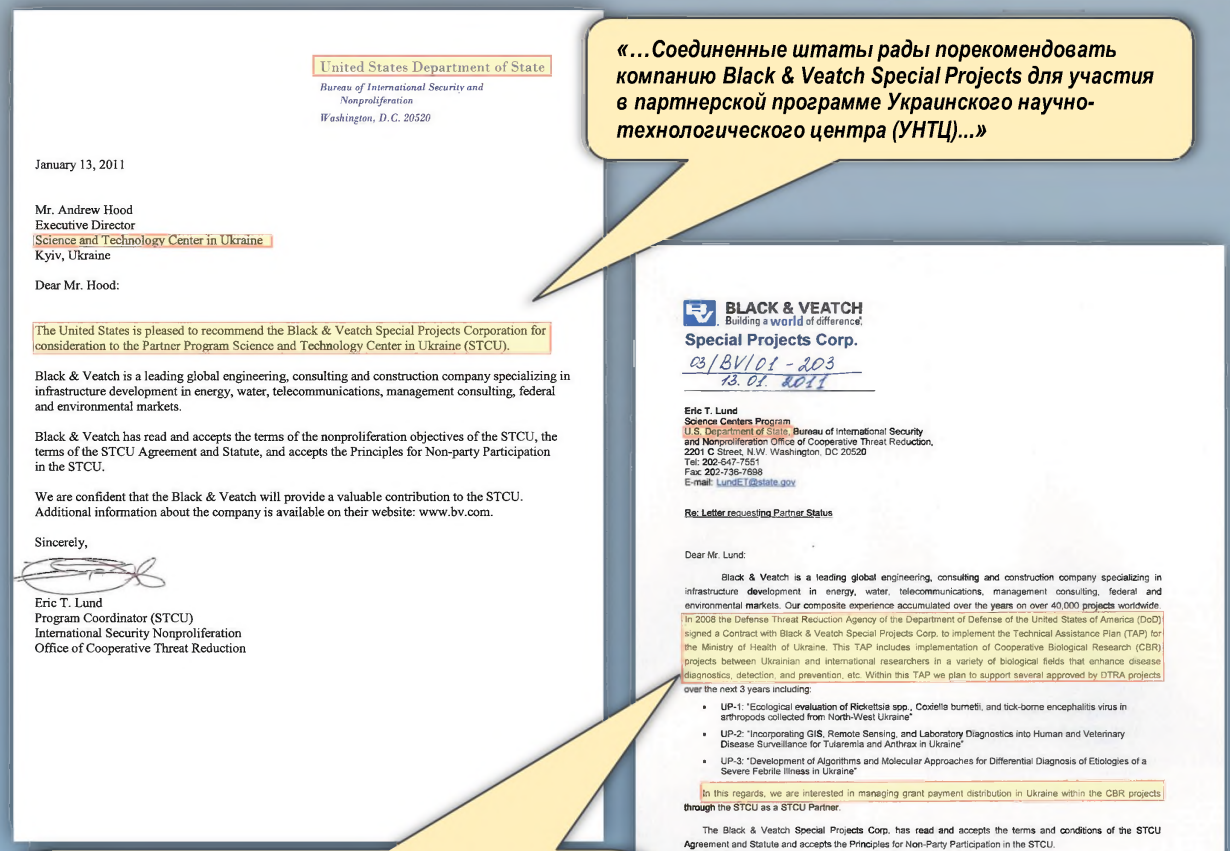 United States Department of State
Bureau of International Security and
Nonproliferation
Washington, D.C. 20520
January 13, 2011
Mr. Andrew Hood
Executive Director
Science and Technology Center in Ukraine
Kyiv, Ukraine
Dear Mr. Hood:
The United States is pleased to recommend the Black & Veatch Special Projects Corporation for
consideration to the Partner Program Science and Technology Center in Ukraine (STCU).
Black & Veatch is a leading global engineering, consulting and construction company specializing in
infrastructure development in energy, water, telecommunications, management consulting, federal
and environmental markets.
Black & Veatch has read and accepts the terms of the nonproliferation objectives of the STCU, the
terms of the STCU Agreement and Statute, and accepts the Principles for Non-party Participation
in the STCU.
We are confident that the Black & Veatch will provide a valuable contribution to the STCU.
Additional information about the company is available on their website: www.bv.com.
Sincerely,
Eric T. Lund
Program Coordinator (STCU)
International Security Nonproliferation
Office of Cooperative Threat Reduction
«…Соединенные штаты рады порекомендовать
компанию Black & Veatch Special Projects для участия
в партнерской программе Украинского научно-
технологического центра (УНТЦ)...»
BLACK & VEATCH
Building a world of difference.
Special Projects Corp.
03/BV/01 - 203
13. 01. 2011
Eric T. Lund
Science Centers Program
U.S. Department of State, Bureau of International Security
and Nonproliferation Office of Cooperative Threat Reduction,
2201 C Street, N.W. Washington, DC 20520
Tel: 202-647-7551
Fax: 202-736-7698
E-mail: LundET@state.gov
Re: Letter requesting Partner Status
Dear Mr. Lund:
Black & Veatch is a leading global engineering, consulting and construction company specializing in
infrastructure development in energy, water, telecommunications, management consulting, federal and
environmental markets. Our composite experience accumulated over the years on over 40,000 projects worldwide.
In 2008 the Defense Threat Reduction Agency of the Department of Defense of the United States of America (DoD)
signed a Contract with Black & Veatch Special Projects Corp. to implement the Technical Assistance Plan (TAP) for
the Ministry of Health of Ukraine. This TAP includes implementation of Cooperative Biological Research (CBR)
projects between Ukrainian and international researchers in a variety of biological fields that enhance disease
diagnostics, detection, and prevention, etc. Within this TAP we plan to support several approved by DTRA projects
over the next 3 years including:
▪ UP-1: "Ecological evaluation of Rickettsia spp., Coxiella burnetii, and tick-borne encephalitis virus in
arthropods collected from North-West Ukraine"
▪ UP-2: "Incorporating GIS, Remote Sensing, and Laboratory Diagnostics into Human and Veterinary
Disease Surveillance for Tularemia and Anthrax in Ukraine"
▪ UP-3: "Development of Algorithms and Molecular Approaches for Differential Diagnosis of Etiologies of a
Severe Febrile Illness in Ukraine"
In this regards, we are interested in managing grant payment distribution in Ukraine within the CBR projects
through the STCU as a STCU Partner.
The Black & Veatch Special Projects Corp. has read and accepts the terms and conditions of the STCU
Agreement and Statute and accepts the Principles for Non-Party Participation in the STCU.